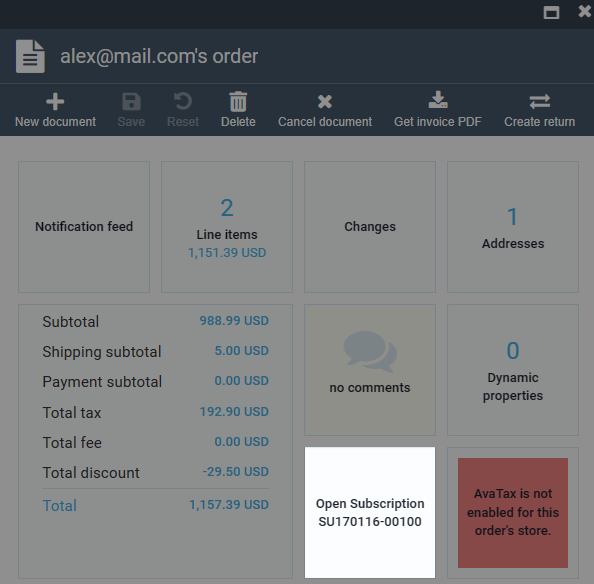 alex@mail.com's order
New document
Save
Reset
Delete
Cancel document
Get invoice PDF
Create return
Notification feed
2
Line items
1,151.39 USD
Changes
1
Addresses
Subtotal 988.99 USD
Shipping subtotal 5.00 USD
Payment subtotal 0.00 USD
Total tax 192.90 USD
Total fee 0.00 USD
Total discount -29.50 USD
Total 1,157.39 USD
no comments
0
Dynamic
properties
Open Subscription
SU170116-00100
AvaTax is not
enabled for this
order's store.